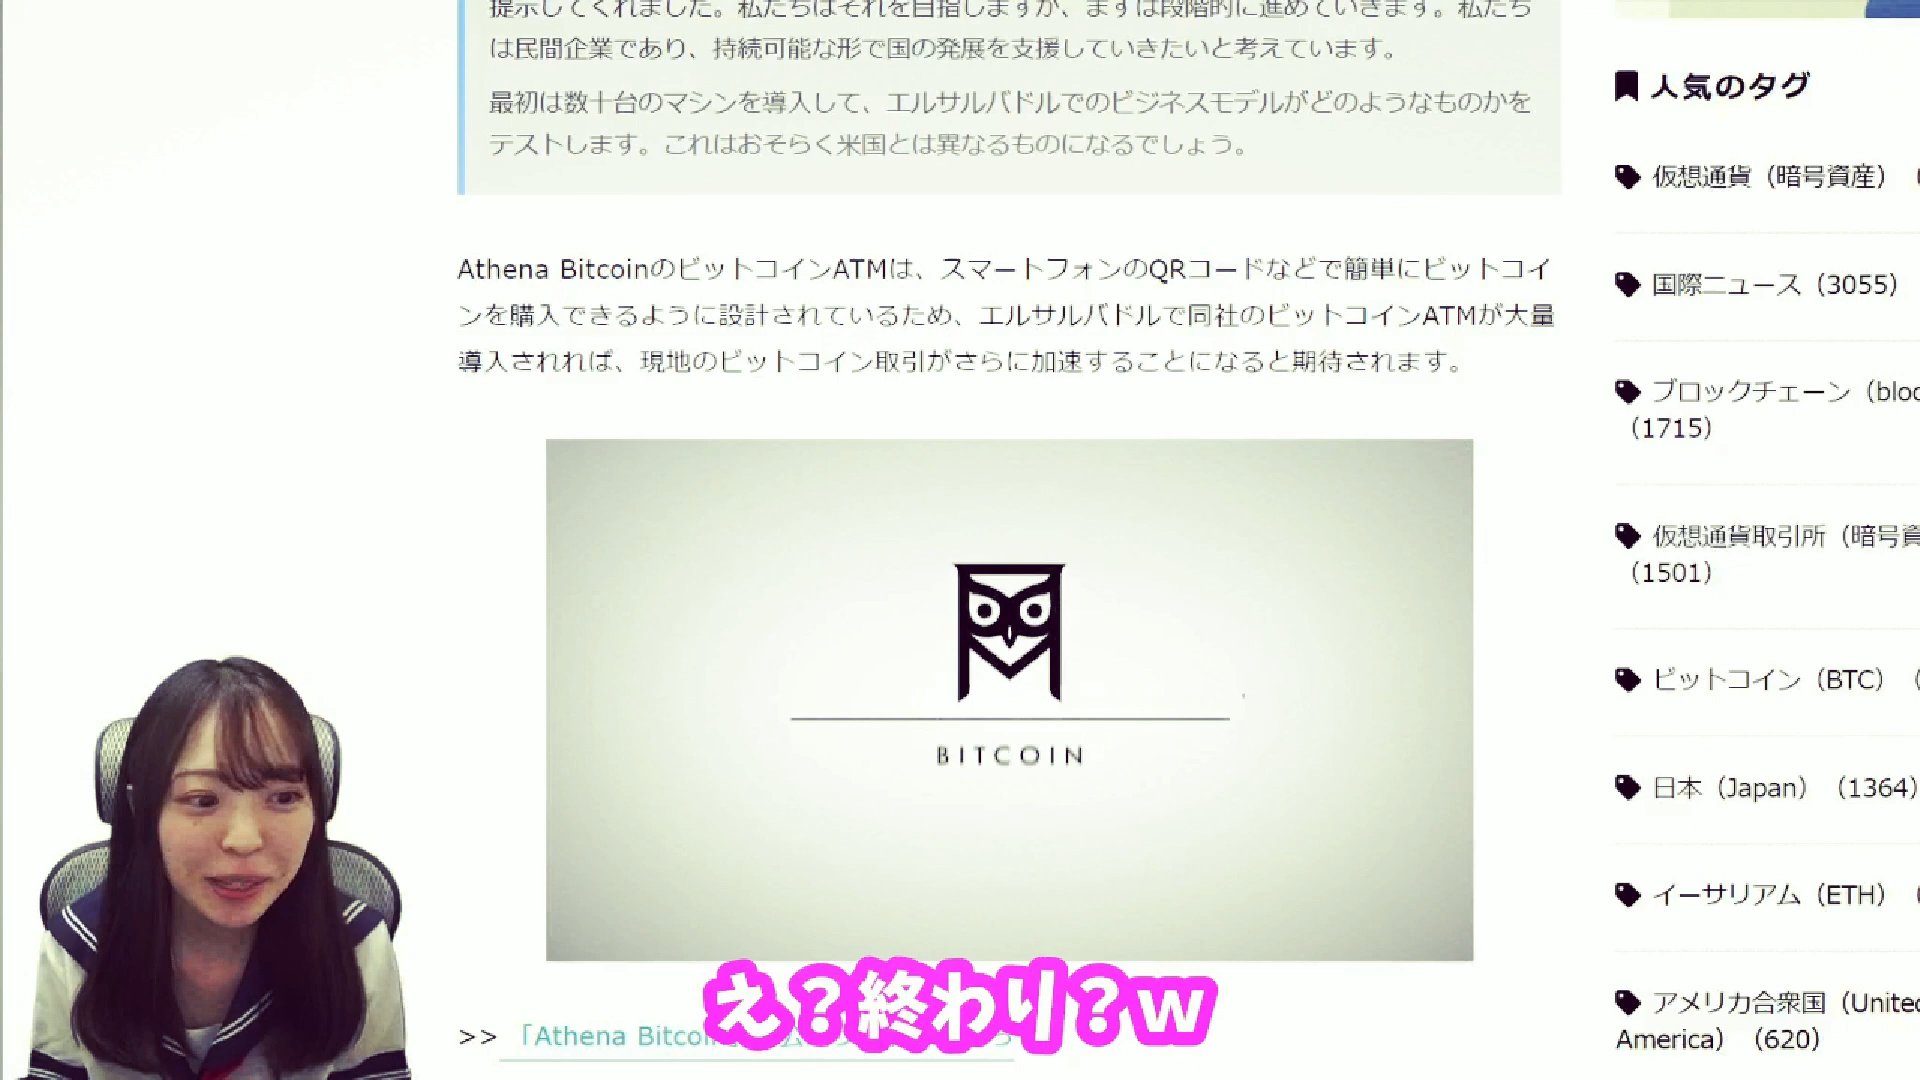 提示してくれました。私たちはそれを目指しますが、まずは段階的に進めていきます。私たち
は民間企業であり、持続可能な形で国の発展を支援していきたいと考えています。
最初は数十台のマシンを導入して、エルサルバドルでのビジネスモデルがどのようなものかを
テストします。これはおそらく米国とは異なるものになるでしょう。
Athena BitcoinのビットコインATMは、スマートフォンのQRコードなどで簡単にビットコイ
ンを購入できるように設計されているため、エルサルバドルで同社のビットコインATMが大量
導入されれば、現地のビットコイン取引がさらに加速することになると期待されます。
BITCOIN
>> 「Athena Bitcoin
え?終わり?w
人気のタグ
仮想通貨（暗号資産）
国際ニュース（3055）
ブロックチェーン（bloc
（1715）
仮想通貨取引所（暗号資
（1501）
ビットコイン（BTC）
日本（Japan）（1364）
イーサリアム（ETH）
アメリカ合衆国（United
America）（620）